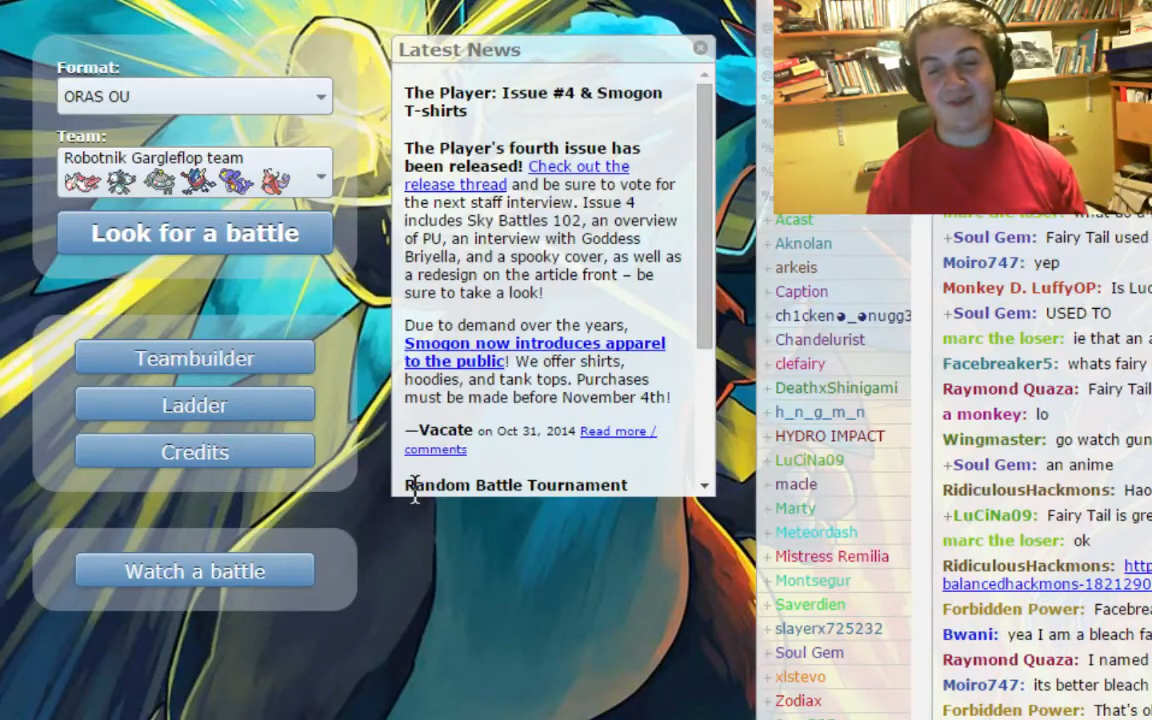 Format:
ORAS OU
Team:
Robotnik Gargleflop team
Look for a battle
Teambuilder
Ladder
Credits
Watch a battle
Latest News
The Player: Issue #4 & Smogon
T-shirts
The Player's fourth issue has
been released! Check out the
release thread and be sure to vote for
the next staff interview. Issue 4
includes Sky Battles 102, an overview
of PU, an interview with Goddess
Briyella, and a spooky cover, as well as
a redesign on the article front – be
sure to take a look!
Due to demand over the years,
Smogon now introduces apparel
to the public! We offer shirts,
hoodies, and tank tops. Purchases
must be made before November 4th!
—Vacate on Oct 31, 2014 Read more /
comments
Random Battle Tournament
+Acast
+Aknolan
+arkeis
+Caption
+ch1cken◕_◕nugg3
+Chandelurist
+clefairy
+DeathxShinigami
+h_n_g_m_n
+HYDRO IMPACT
+LuCiNa09
+macle
+Marty
+Meteordash
+Mistress Remilia
+Montsegur
+Saverdien
+slayerx725232
+Soul Gem
+xlstevo
+Zodiax
+Soul Gem: Fairy Tail used
Moiro747: yep
Monkey D. LuffyOP: Is Luc
+Soul Gem: USED TO
marc the loser: ie that an a
Facebreaker5: whats fairy
Raymond Quaza: Fairy Tail
a monkey: lo
Wingmaster: go watch gun
+Soul Gem: an anime
RidiculousHackmons: Hao
+LuCiNa09: Fairy Tail is gre
marc the loser: ok
RidiculousHackmons: http
balancedhackmons-1821290
Forbidden Power: Facebrea
Bwani: yea I am a bleach fa
Raymond Quaza: I named
Moiro747: its better bleach
Forbidden Power: That's ol